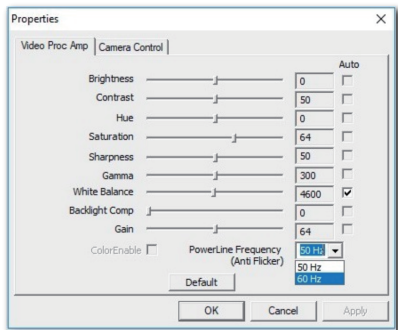 Properties
Video Proc Amp Camera Control
Auto
Brightness 0
Contrast 50
Hue 0
Saturation 64
Sharpness 50
Gamma 300
White Balance 4600
Backlight Comp 0
Gain 64
ColorEnable PowerLine Frequency 50 Hz
(Anti Flicker)
50 Hz
60 Hz
Default
OK Cancel Apply